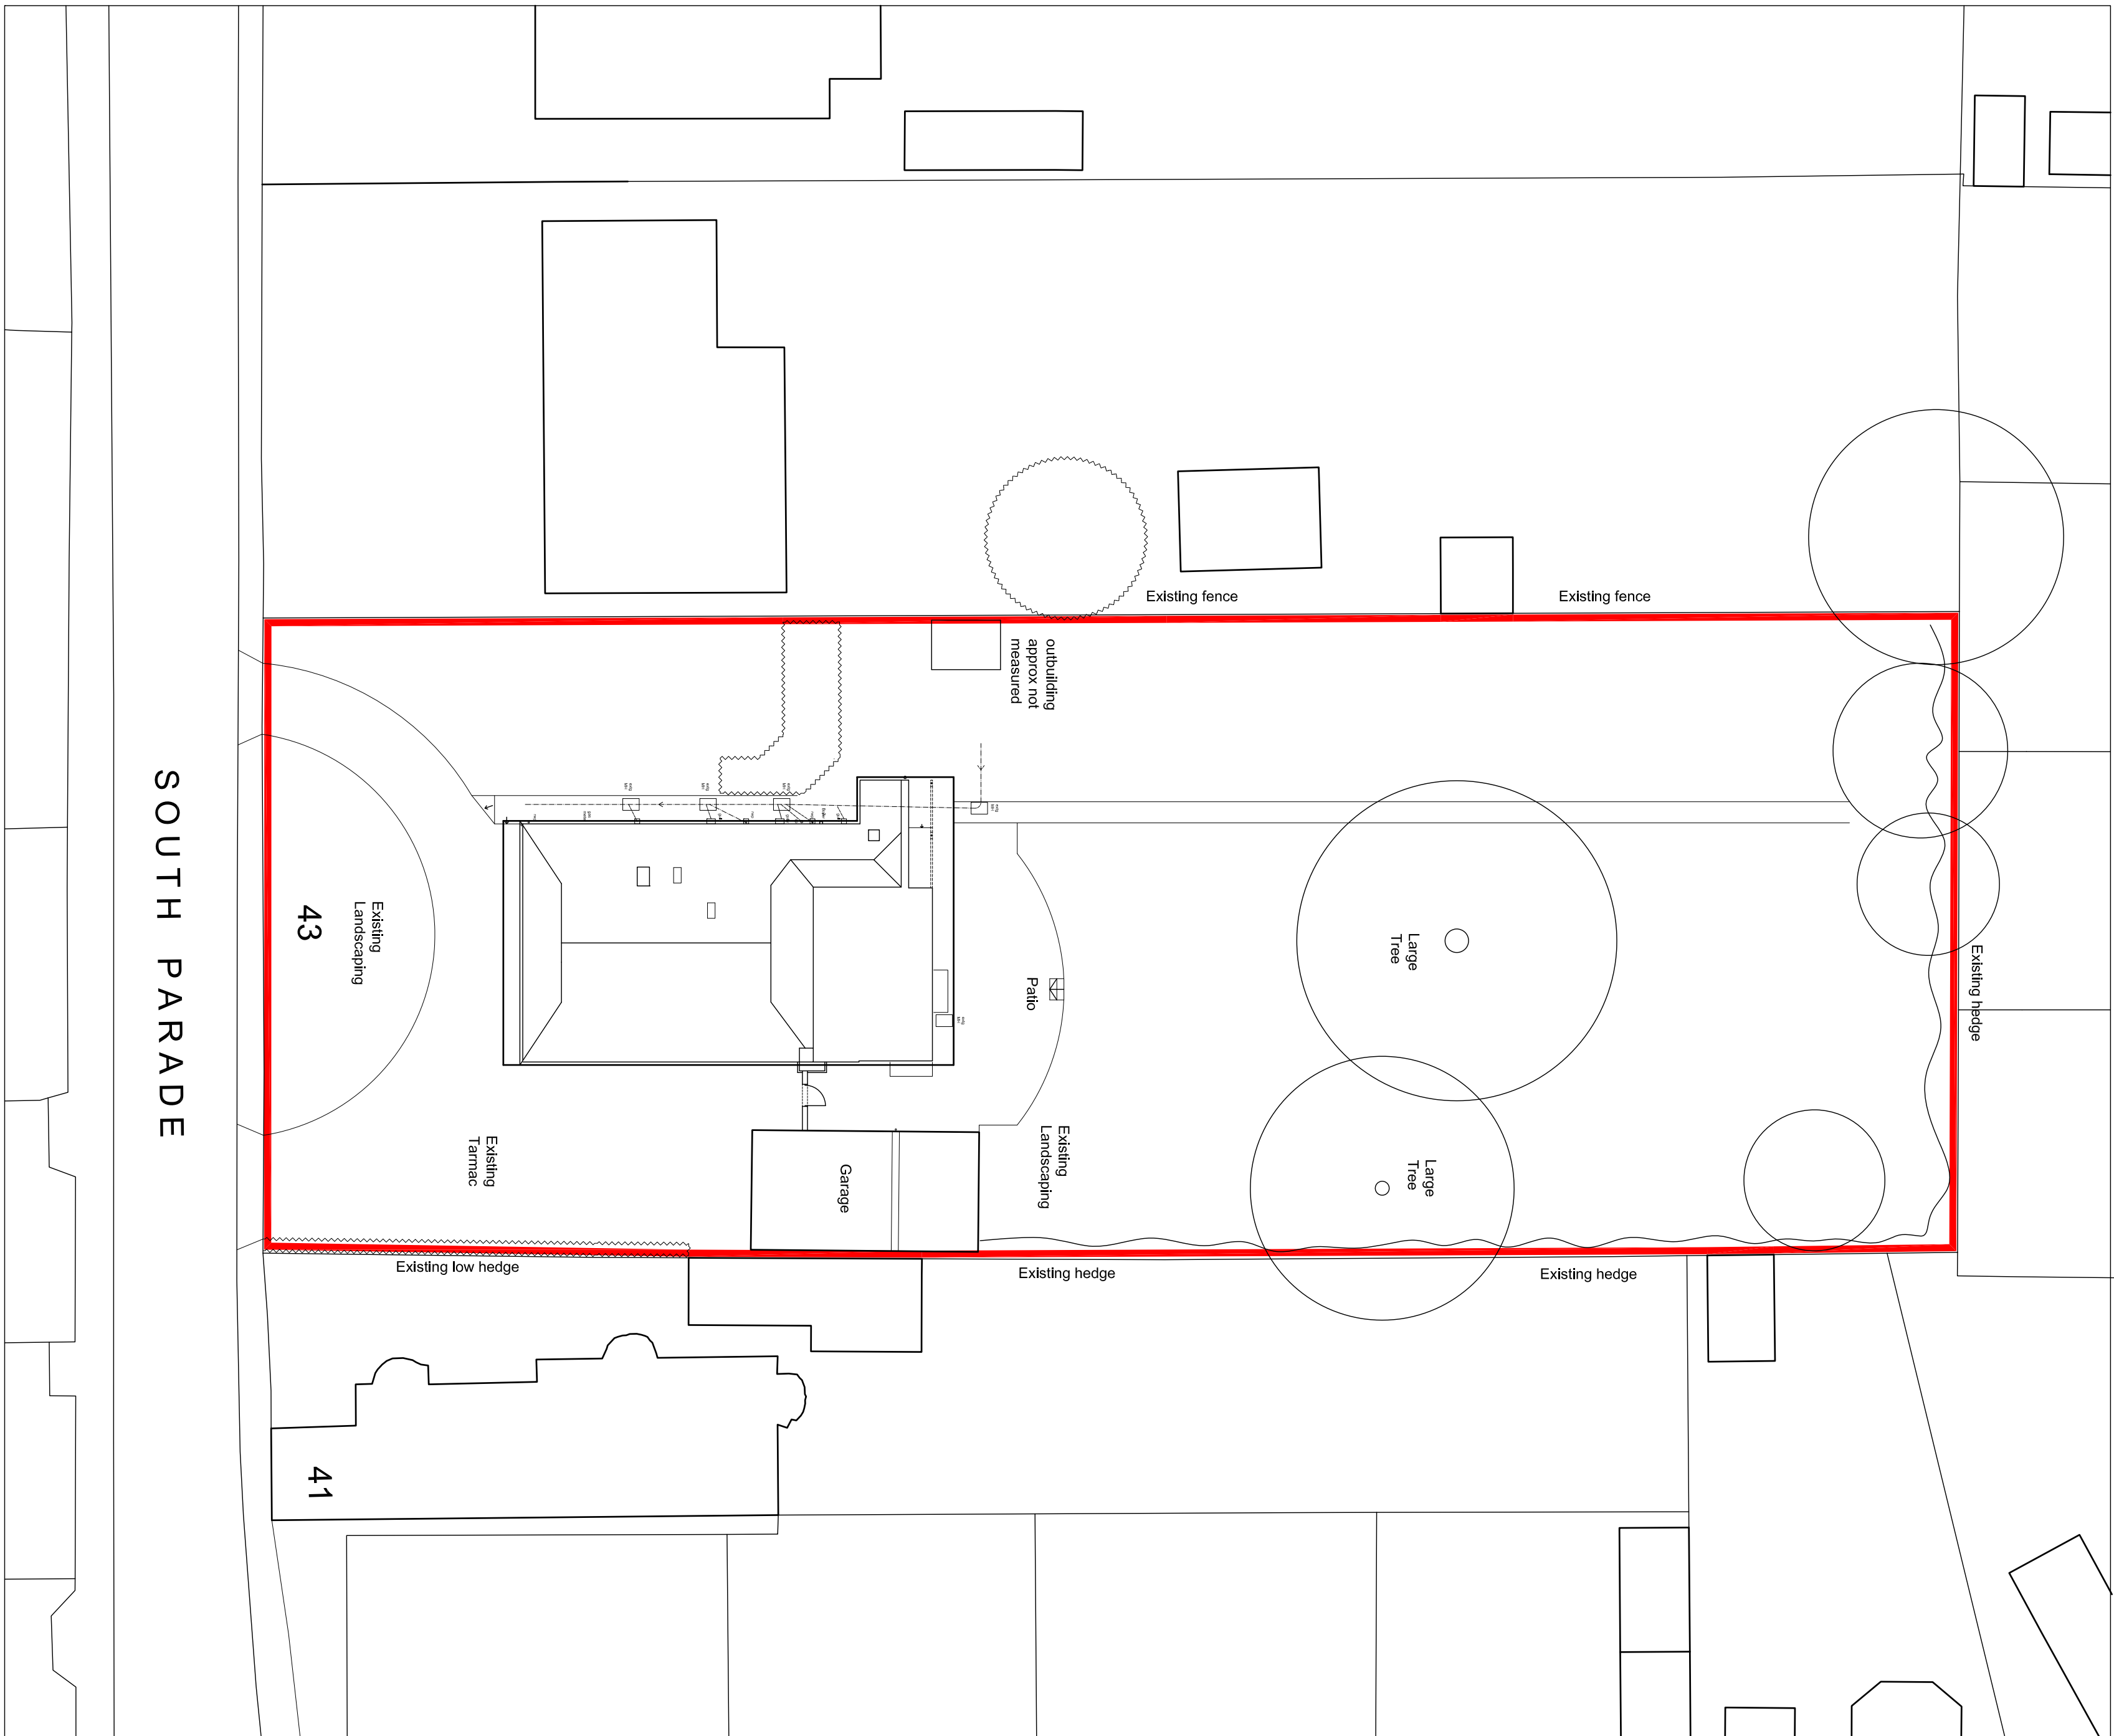 Existing fence
Existing fence
outbuilding
approx not
measured
SOUTH PARADE
43
Existing
Landscaping
Large
Tree
Patio
Existing hedge
Existing
Tarmac
Garage
Existing
Landscaping
Large
Tree
Existing low hedge
Existing hedge
Existing hedge
41